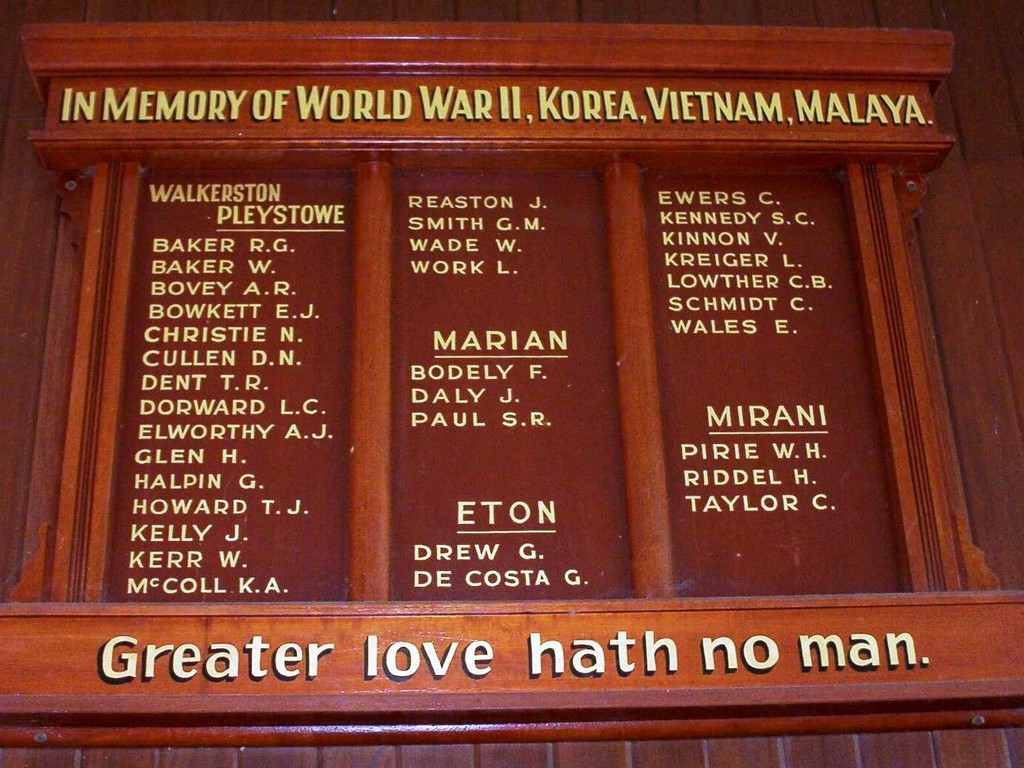 IN MEMORY OF WORLD WAR II, KOREA, VIETNAM, MALAYA.
WALKERSTON
PLEYSTOWE
BAKER R.G.
BAKER W.
BOVEY A.R.
BOWKETT E.J.
CHRISTIE N.
CULLEN D.N.
DENT T.R.
DORWARD L.C.
ELWORTHY A.J.
GLEN H.
HALPIN G.
HOWARD T.J.
KELLY J.
KERR W.
McCOLL K.A.
REASTON J.
SMITH G.M.
WADE W.
WORK L.
MARIAN
BODELY F.
DALY J.
PAUL S.R.
ETON
DREW G.
DE COSTA G.
EWERS C.
KENNEDY S.C.
KINNON V.
KREIGER L.
LOWTHER C.B.
SCHMIDT C.
WALES E.
MIRANI
PIRIE W.H.
RIDDEL H.
TAYLOR C.
Greater love hath no man.